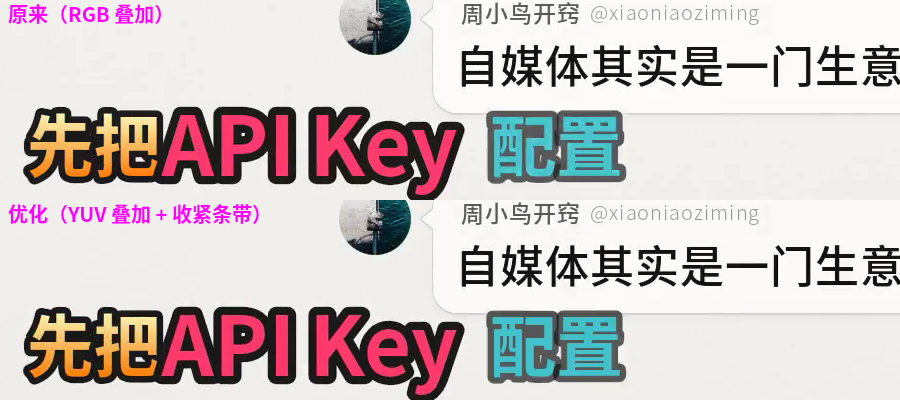 原来（RGB 叠加）
周小鸟开窍 @xiaoniaoziming
自媒体其实是一门生意
先把API Key 配置
优化（YUV 叠加 + 收紧条带）
周小鸟开窍 @xiaoniaoziming
自媒体其实是一门生意
先把API Key 配置